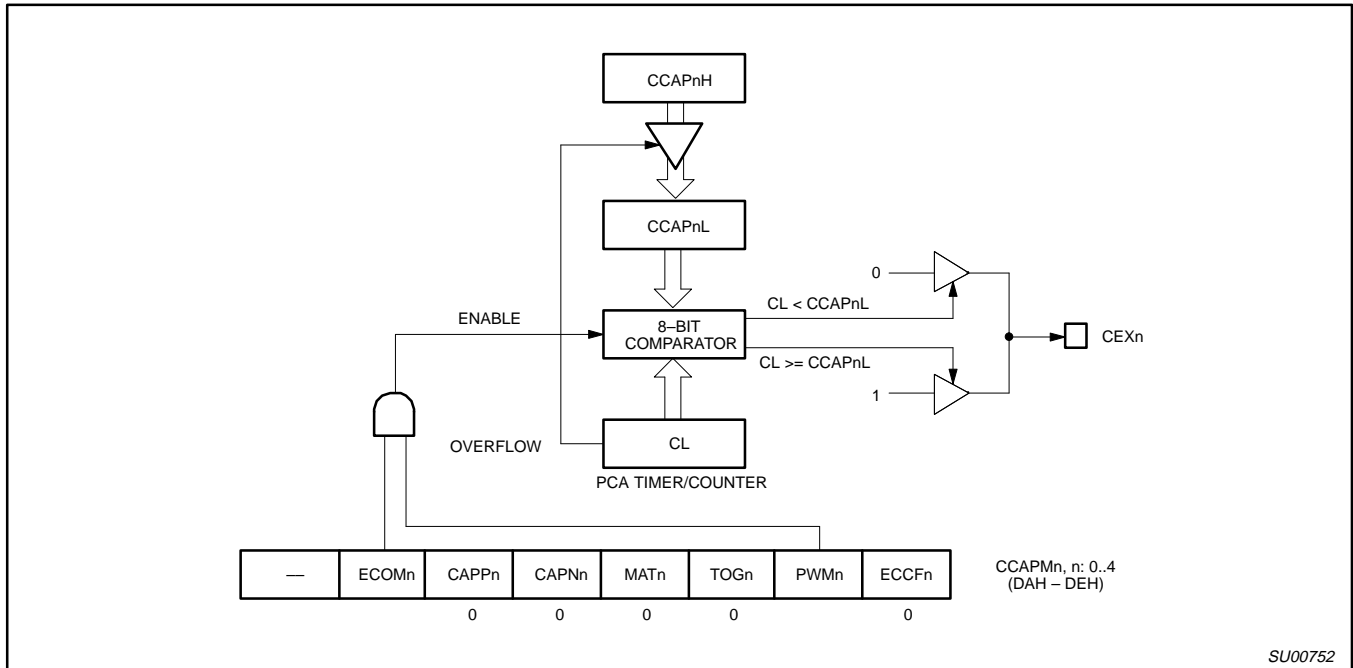 CCAPnH
CCAPnL
0
CL < CCAPnL
ENABLE
8–BIT
COMPARATOR
CEXn
CL >= CCAPnL
1
OVERFLOW
CL
PCA TIMER/COUNTER
— ECOMn CAPPn CAPNn MATn TOGn PWMn ECCFn
CCAPMn, n: 0..4
(DAH – DEH)
0 0 0 0 0
SU00752